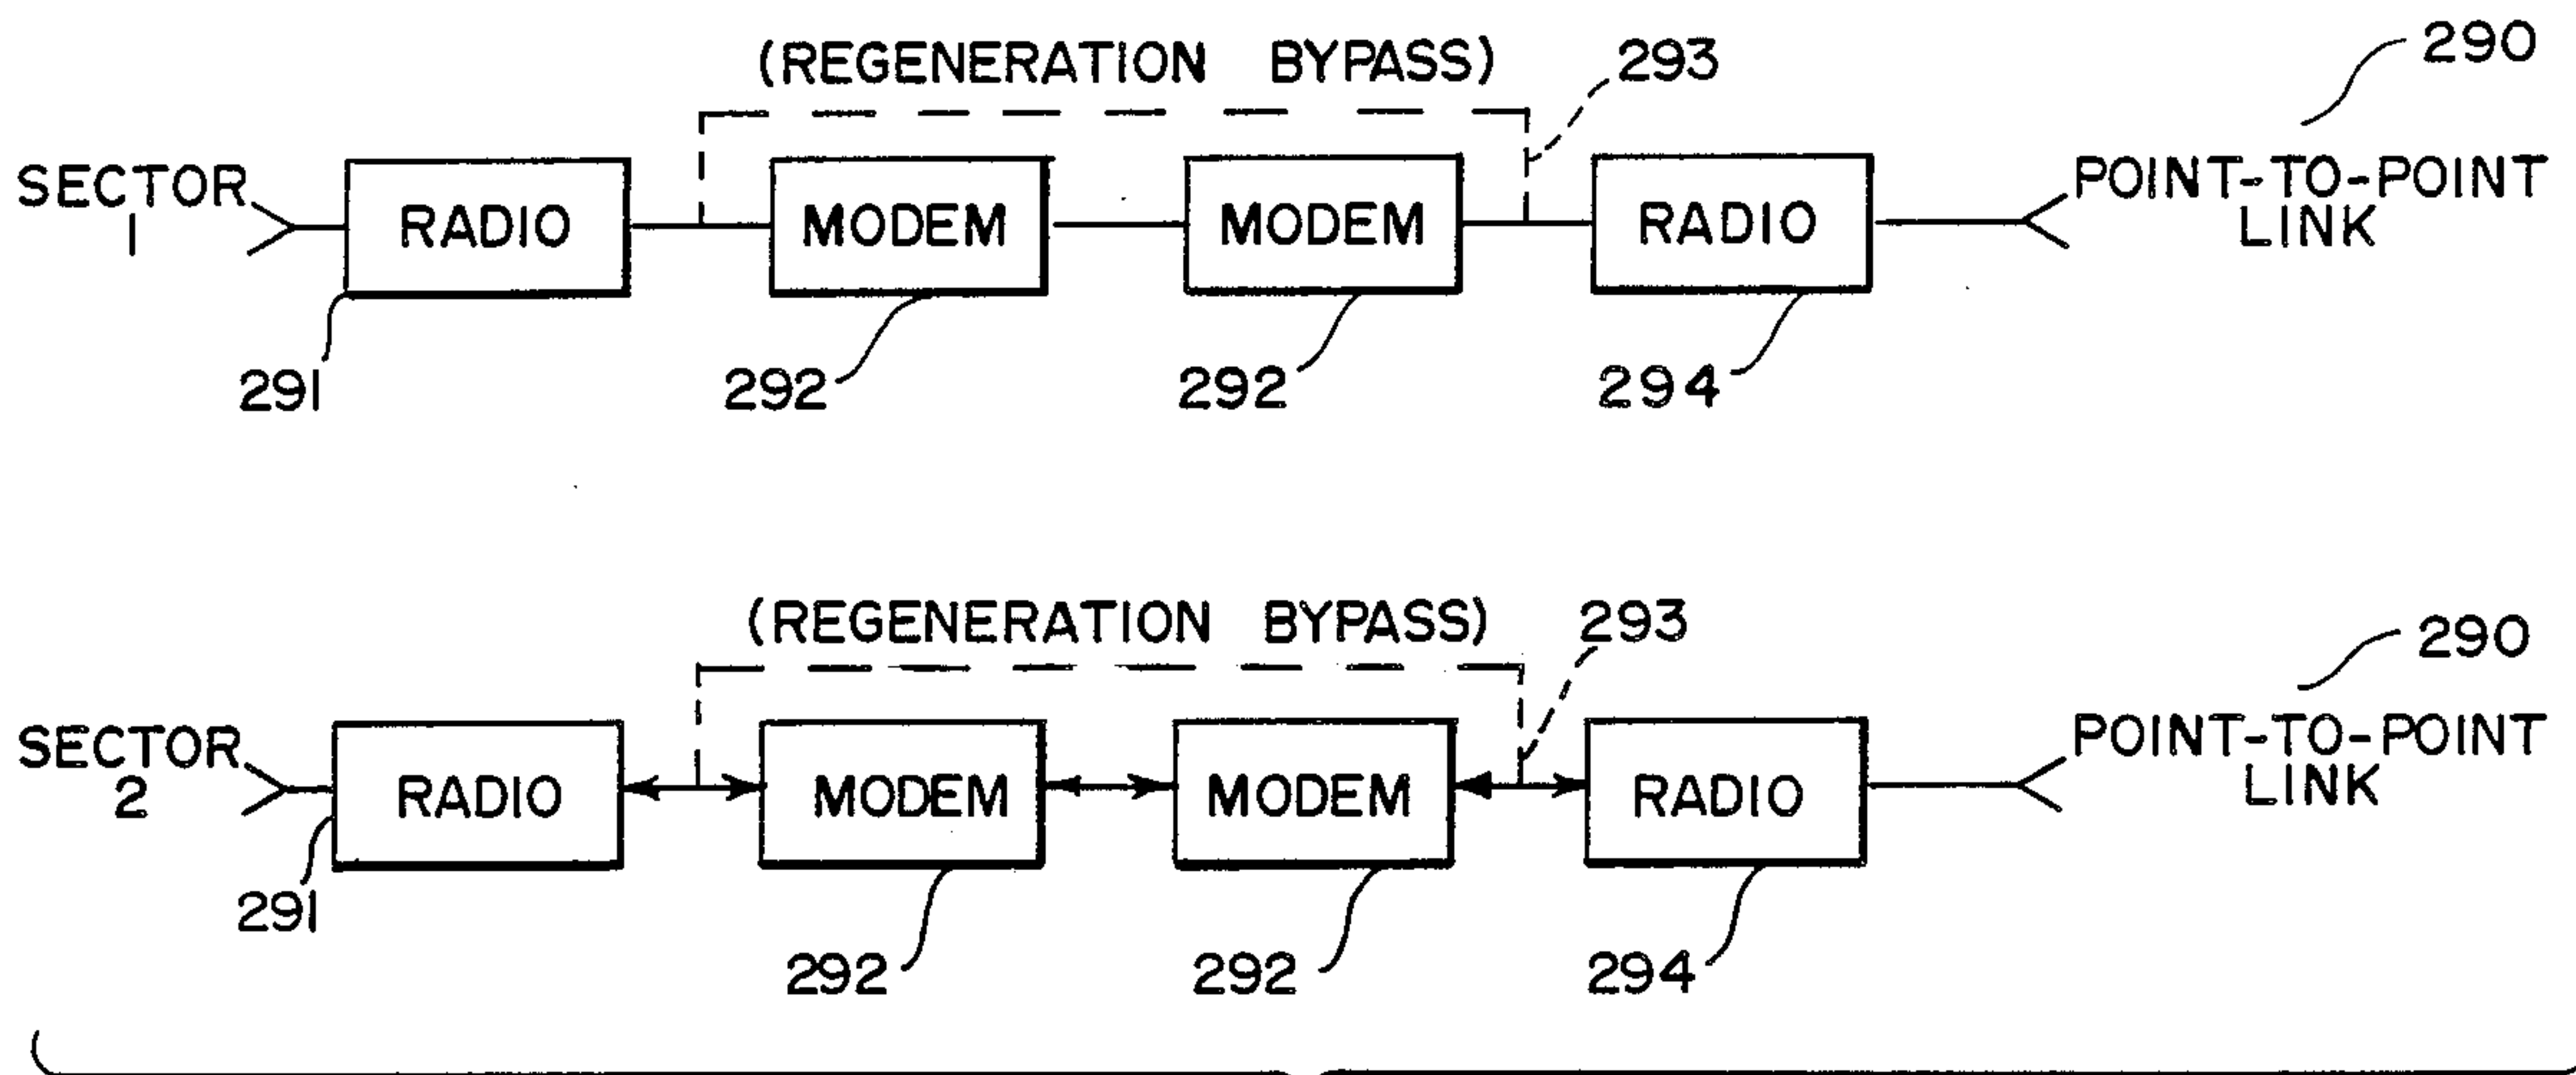 (REGENERATION BYPASS)
293
290
SECTOR
1
RADIO
MODEM
MODEM
RADIO
POINT-TO-POINT
LINK
291
292
292
294
(REGENERATION BYPASS)
293
290
SECTOR
2
RADIO
MODEM
MODEM
RADIO
POINT-TO-POINT
LINK
291
292
292
294